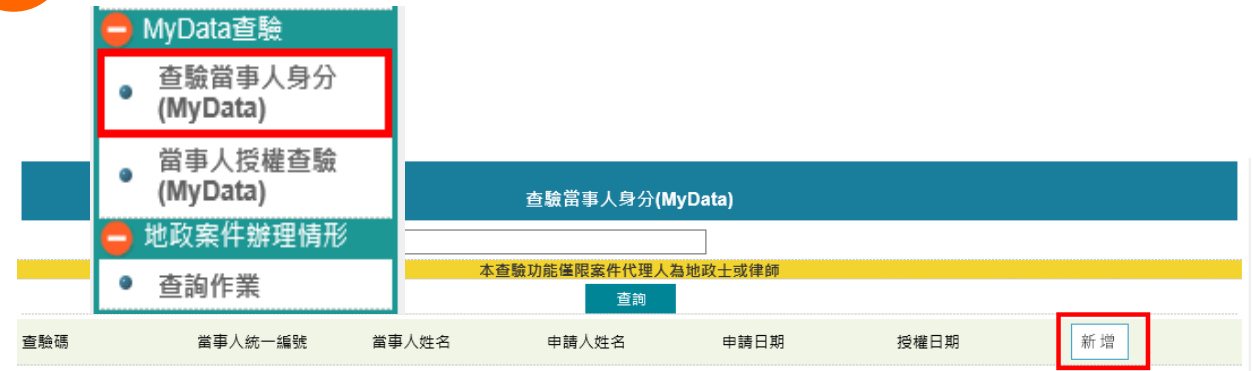 MyData查驗
查驗當事人身分
(MyData)
當事人授權查驗
(MyData)
地政案件辦理情形
查詢作業
查驗當事人身分(MyData)
本查驗功能僅限案件代理人為地政士或律師
查詢
查驗碼 當事人統一編號 當事人姓名 申請人姓名 申請日期 授權日期 新增